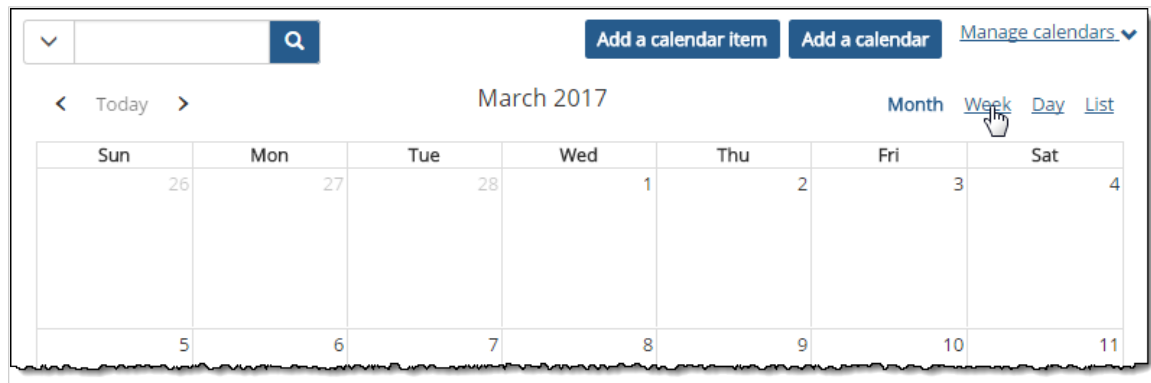 Add a calendar item Add a calendar Manage calendars
Today March 2017 Month Week Day List
Sun Mon Tue Wed Thu Fri Sat
26 27 28 1 2 3 4
5 6 7 8 9 10 11